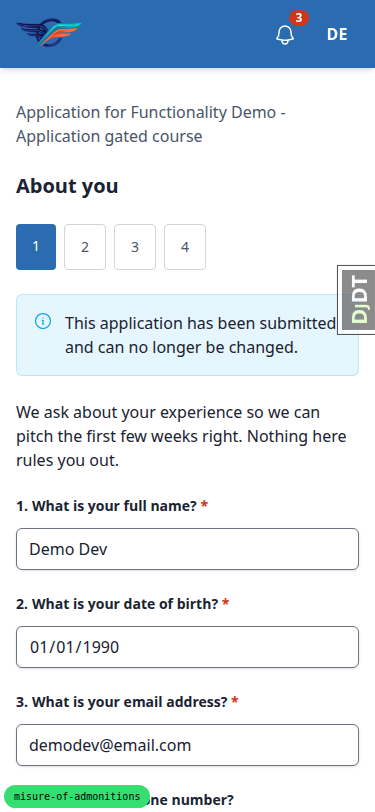 3
DE
Application for Functionality Demo -
Application gated course
About you
1 2 3 4
DjDT
This application has been submitted
and can no longer be changed.
We ask about your experience so we can
pitch the first few weeks right. Nothing here
rules you out.
1. What is your full name? *
Demo Dev
2. What is your date of birth? *
01/01/1990
3. What is your email address? *
demodev@email.com
misure-of-admonitions
one number?